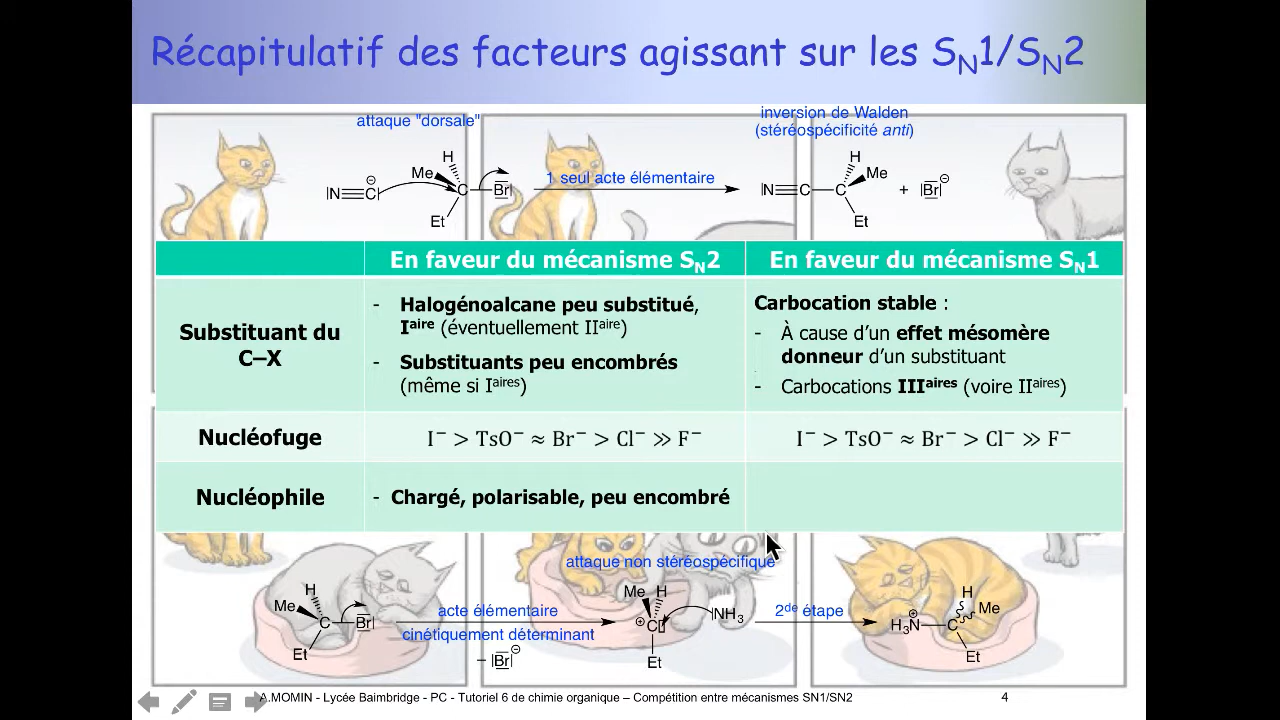 Récapitulatif des facteurs agissant sur les SN1/SN2
attaque "dorsale"
inversion de Walden
(stéréospécificité anti)
H
Me
|N≡C|⊖
C
Br
Et
1 seul acte élémentaire
|N≡C
C
H
Me
Et
+ |Br|⊖
En faveur du mécanisme SN2
En faveur du mécanisme SN1
Substituant du
C–X
- Halogénoalcane peu substitué,
Iaire (éventuellement IIaire)
- Substituants peu encombrés
(même si Iaires)
Carbocation stable :
- À cause d'un effet mésomère
donneur d'un substituant
- Carbocations IIIaires (voire IIaires)
Nucléofuge
I⁻ > TsO⁻ ≈ Br⁻ > Cl⁻ ≫ F⁻
I⁻ > TsO⁻ ≈ Br⁻ > Cl⁻ ≫ F⁻
Nucléophile
- Chargé, polarisable, peu encombré
attaque non stéréospécifique
H
Me
C
Br|
Et
acte élémentaire
cinétiquement déterminant
– |Br|⊖
Me H
⊕C
Et
|NH3
2de étape
H
Me
H3N⊕
C
Et
A.MOMIN - Lycée Baimbridge - PC - Tutoriel 6 de chimie organique – Compétition entre mécanismes SN1/SN2
4